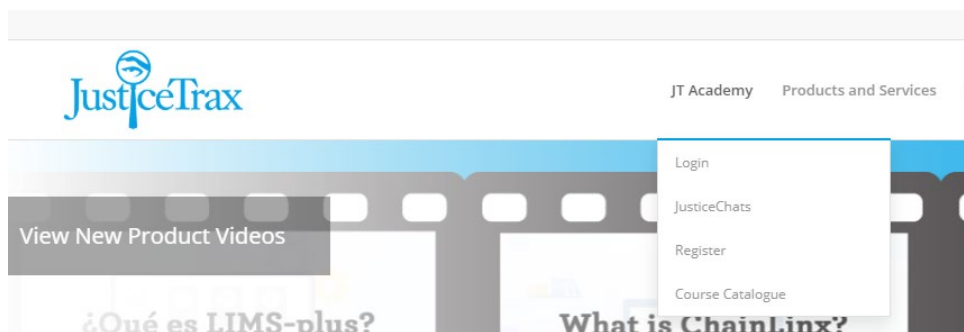 JusticeTrax
JT Academy Products and Services
Login
JusticeChats
View New Product Videos
Register
Course Catalogue
¿Qué es LIMS-plus? What is ChainLinx?